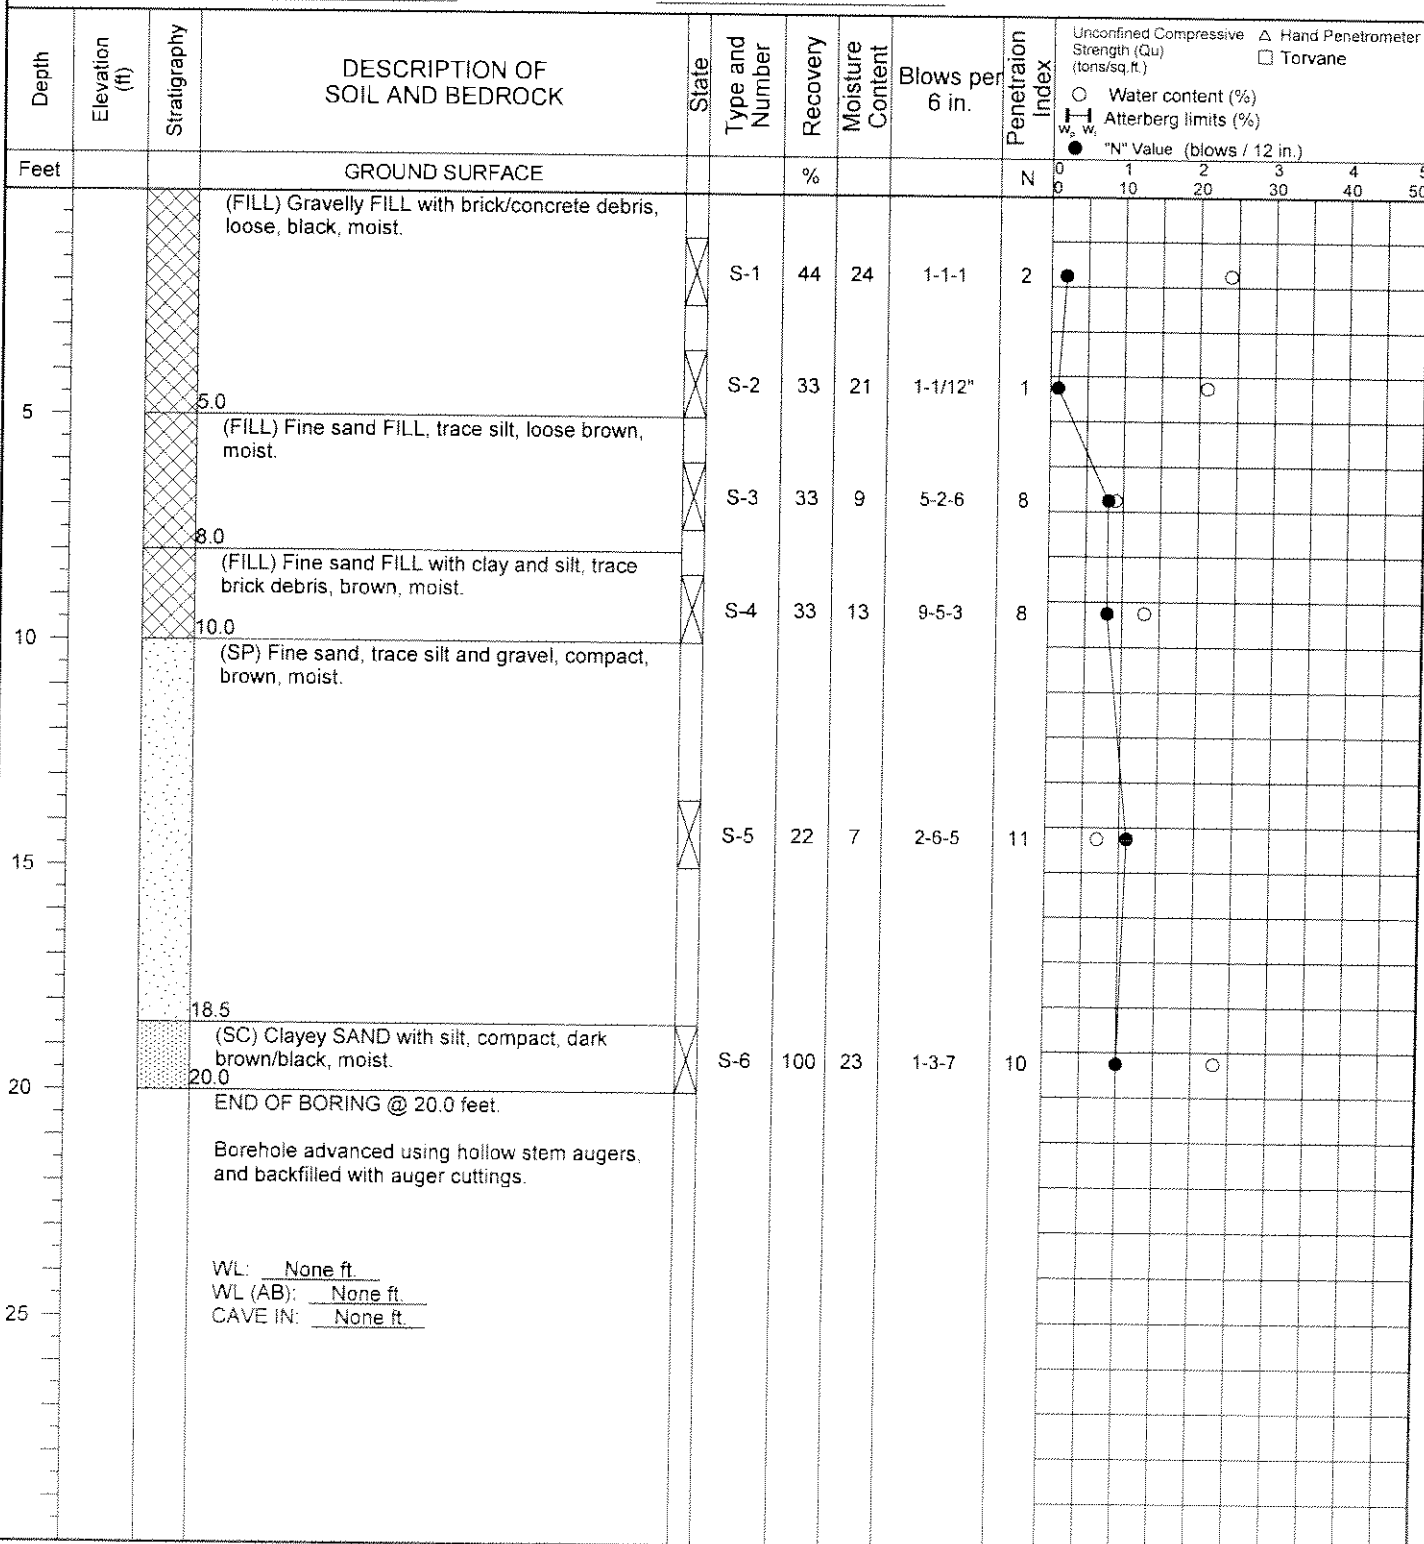 Depth
Elevation
(ft)
Stratigraphy
DESCRIPTION OF
SOIL AND BEDROCK
State
Type and
Number
Recovery
Moisture
Content
Blows per
6 in.
Penetraion
Index
Unconfined Compressive
Strength (Qu)
(tons/sq.ft.)
△ Hand Penetrometer
□ Torvane
○ Water content (%)
Atterberg limits (%)
● "N" Value (blows / 12 in.)
Feet
GROUND SURFACE
%
N
0 1 2 3 4 5
0 10 20 30 40 50
(FILL) Gravelly FILL with brick/concrete debris,
loose, black, moist.
S-1 44 24 1-1-1 2
S-2 33 21 1-1/12" 1
5
5.0
(FILL) Fine sand FILL, trace silt, loose brown,
moist.
S-3 33 9 5-2-6 8
8.0
(FILL) Fine sand FILL with clay and silt, trace
brick debris, brown, moist.
S-4 33 13 9-5-3 8
10
10.0
(SP) Fine sand, trace silt and gravel, compact,
brown, moist.
S-5 22 7 2-6-5 11
15
18.5
(SC) Clayey SAND with silt, compact, dark
brown/black, moist.
S-6 100 23 1-3-7 10
20
20.0
END OF BORING @ 20.0 feet.
Borehole advanced using hollow stem augers,
and backfilled with auger cuttings.
WL: None ft.
WL (AB): None ft.
CAVE IN: None ft.
25